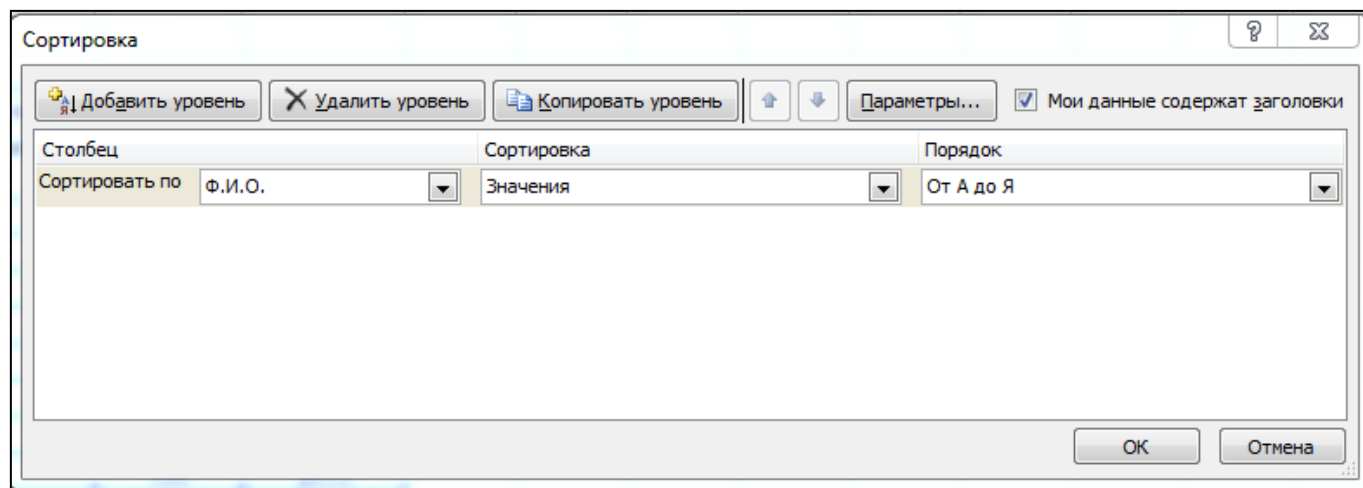 Сортировка
Добавить уровень Удалить уровень Копировать уровень Параметры... Мои данные содержат заголовки
Столбец Сортировка Порядок
Сортировать по Ф.И.О. Значения От А до Я
ОК Отмена